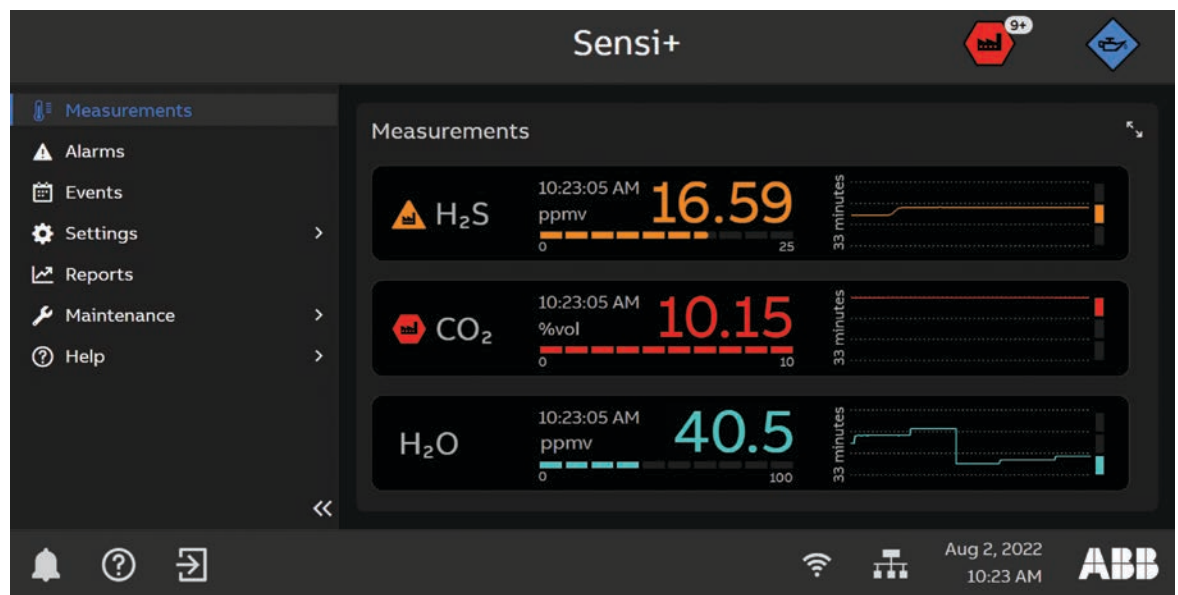 Sensi+
9+
Measurements
Alarms
Events
Settings
Reports
Maintenance
Help
Measurements
H₂S
10:23:05 AM
ppmv
16.59
0
25
33 minutes
CO₂
10:23:05 AM
%vol
10.15
0
10
33 minutes
H₂O
10:23:05 AM
ppmv
40.5
0
100
33 minutes
Aug 2, 2022
10:23 AM
ABB